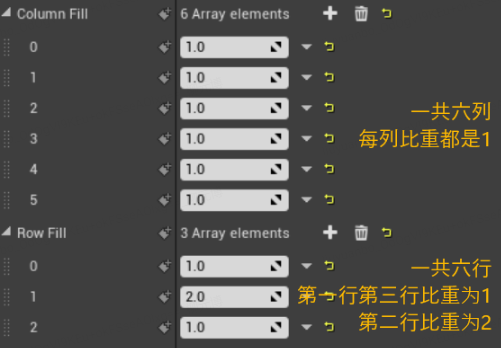 Column Fill 6 Array elements
0 1.0
1 1.0
2 1.0
一共六列
3 1.0
每列比重都是1
4 1.0
5 1.0
Row Fill 3 Array elements
0 1.0
一共六行
1 2.0
第一行第三行比重为1
2 1.0
第二行比重为2